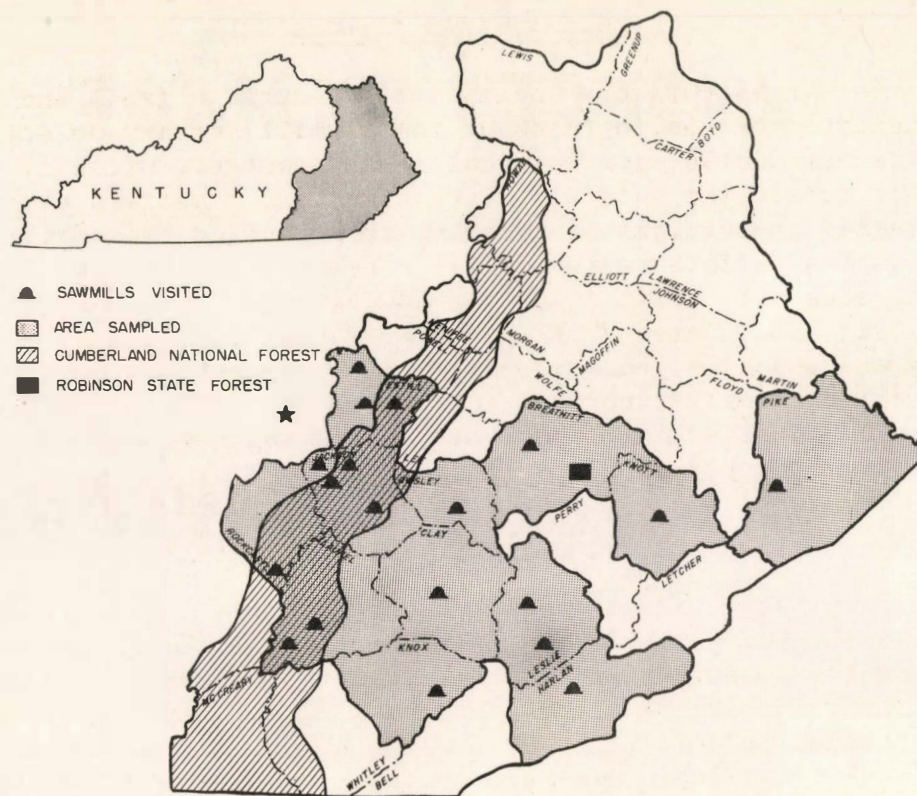 KENTUCKY
SAWMILLS VISITED
AREA SAMPLED
CUMBERLAND NATIONAL FOREST
ROBINSON STATE FOREST
LEWIS
GREENUP
CARTER
BOYD
ROWAN
ELLIOTT
LAWRENCE
JOHNSON
MENIFEE
POWELL
MORGAN
MAGOFFIN
WOLFE
FLOYD
MARTIN
PIKE
ESTILL
BREATHITT
LEE
OWSLEY
KNOTT
PERRY
CLAY
LETCHER
KNOX
LESLIE
HARLAN
MC CREARY
WHITLEY
BELL